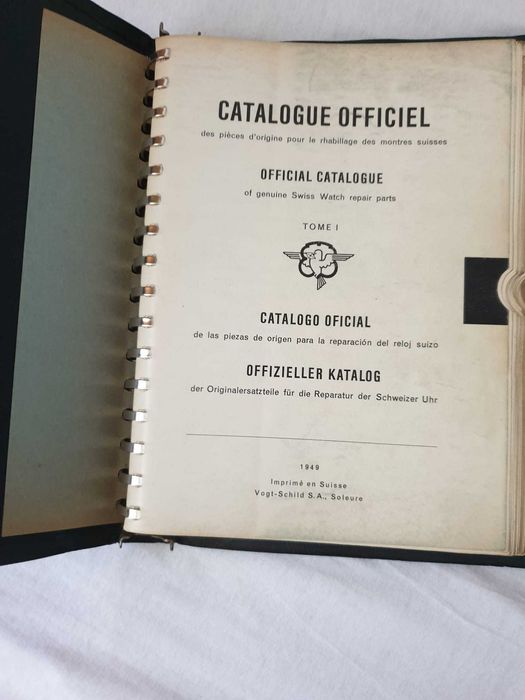 CATALOGUE OFFICIEL
des pièces d'origine pour le rhabillage des montres suisses
OFFICIAL CATALOGUE
of genuine Swiss Watch repair parts
TOME I
CATALOGO OFICIAL
de las piezas de origen para la reparación del reloj suizo
OFFIZIELLER KATALOG
der Originalersatzteile für die Reparatur der Schweizer Uhr
1949
Imprimé en Suisse
Vogt-Schild S.A., Soleure